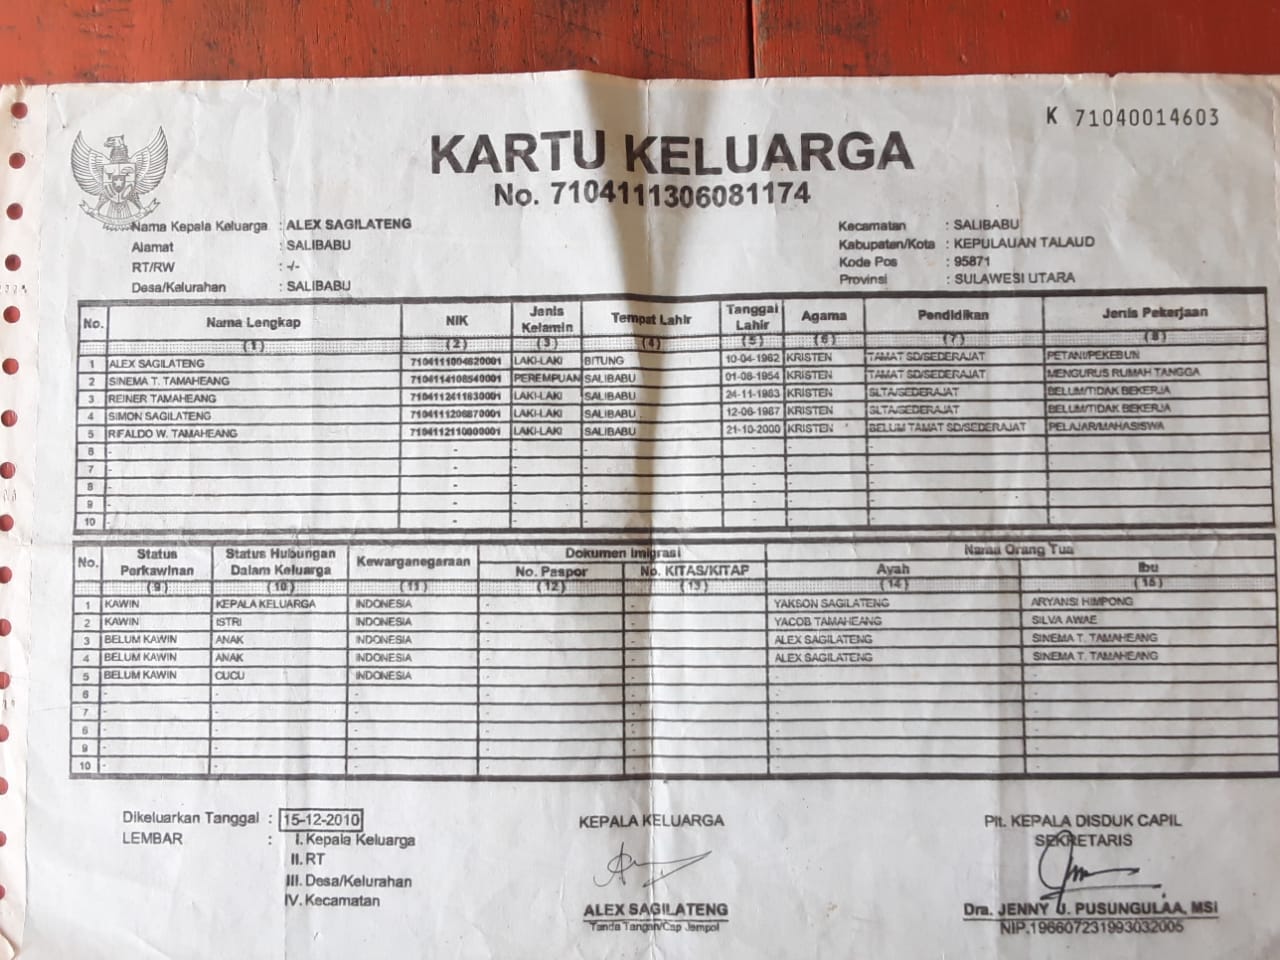 K 71040014603
KARTU KELUARGA
No. 7104111306081174
Nama Kepala Keluarga : ALEX SAGILATENG
Alamat : SALIBABU
RT/RW : -/-
Desa/Kelurahan : SALIBABU
Kecamatan : SALIBABU
Kabupaten/Kota : KEPULAUAN TALAUD
Kode Pos : 95871
Provinsi : SULAWESI UTARA
No. Nama Lengkap NIK Jenis Kelamin Tempat Lahir Tanggal Lahir Agama Pendidikan Jenis Pekerjaan
(1) (2) (3) (4) (5) (6) (7) (8)
1 ALEX SAGILATENG 7104111004620001 LAKI-LAKI BITUNG 10-04-1962 KRISTEN TAMAT SD/SEDERAJAT PETANI/PEKEBUN
2 SINEMA T. TAMAHEANG 7104114108540001 PEREMPUAN SALIBABU 01-08-1954 KRISTEN TAMAT SD/SEDERAJAT MENGURUS RUMAH TANGGA
3 REINER TAMAHEANG LAKI-LAKI SALIBABU KRISTEN SLTA/SEDERAJAT BELUM/TIDAK BEKERJA
4 SIMON SAGILATENG 7104111206870001 LAKI-LAKI SALIBABU 12-06-1987 KRISTEN SLTA/SEDERAJAT BELUM/TIDAK BEKERJA
5 RIFALDO W. TAMAHEANG 7104112110000001 LAKI-LAKI SALIBABU 21-10-2000 KRISTEN BELUM TAMAT SD/SEDERAJAT PELAJAR/MAHASISWA
6 - - -
7 - - -
8 - - -
9 - - -
10 - - -
No. Status Perkawinan Status Hubungan Dalam Keluarga Kewarganegaraan Dokumen Imigrasi Nama Orang Tua
No. Paspor No. KITAS/KITAP Ayah Ibu
(9) (10) (11) (12) (13) (14) (15)
1 KAWIN KEPALA KELUARGA INDONESIA - - YAKSON SAGILATENG ARYANSI HIMPONG
2 KAWIN ISTRI INDONESIA - - YACOB TAMAHEANG SILVA AWAE
3 BELUM KAWIN ANAK INDONESIA - - ALEX SAGILATENG SINEMA T. TAMAHEANG
4 BELUM KAWIN ANAK INDONESIA - - ALEX SAGILATENG SINEMA T. TAMAHEANG
5 BELUM KAWIN CUCU INDONESIA - - - -
6 - - - - - - -
7 - - - - - - -
8 - - - - - - -
9 - - - - - - -
10 - - - - - - -
Dikeluarkan Tanggal : 15-12-2010
LEMBAR : I. Kepala Keluarga
II. RT
III. Desa/Kelurahan
IV. Kecamatan
KEPALA KELUARGA
ALEX SAGILATENG
Tanda Tangan/Cap Jempol
Plt. KEPALA DISDUK CAPIL
SEKRETARIS
Dra. JENNY J. PUSUNGULAA, MSi
NIP.196607231993032005